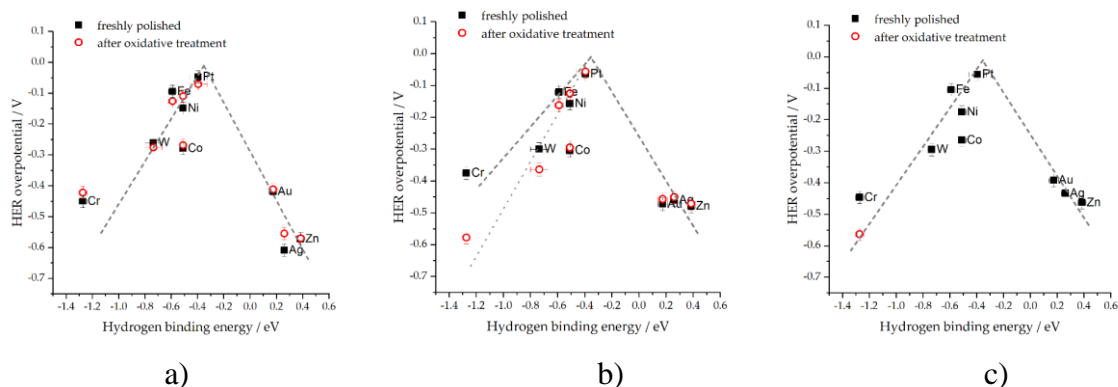 freshly polished
after oxidative treatment
0.1
0.0
-0.1
-0.2
-0.3
-0.4
-0.5
-0.6
-0.7
HER overpotential / V
Pt
Fe
Ni
W
Co
Cr
Au
Zn
Ag
-1.4 -1.2 -1.0 -0.8 -0.6 -0.4 -0.2 0.0 0.2 0.4 0.6
Hydrogen binding energy / eV
a)
freshly polished
after oxidative treatment
0.1
0.0
-0.1
-0.2
-0.3
-0.4
-0.5
-0.6
-0.7
HER overpotential / V
Pt
Fe
Ni
W
Co
Cr
Au
Ag
Zn
-1.4 -1.2 -1.0 -0.8 -0.6 -0.4 -0.2 0.0 0.2 0.4 0.6
Hydrogen binding energy / eV
b)
freshly polished
after oxidative treatment
0.1
0.0
-0.1
-0.2
-0.3
-0.4
-0.5
-0.6
-0.7
HER overpotential / V
Pt
Fe
Ni
Co
W
Cr
Au
Ag
Zn
-1.4 -1.2 -1.0 -0.8 -0.6 -0.4 -0.2 0.0 0.2 0.4 0.6
Hydrogen binding energy / eV
c)